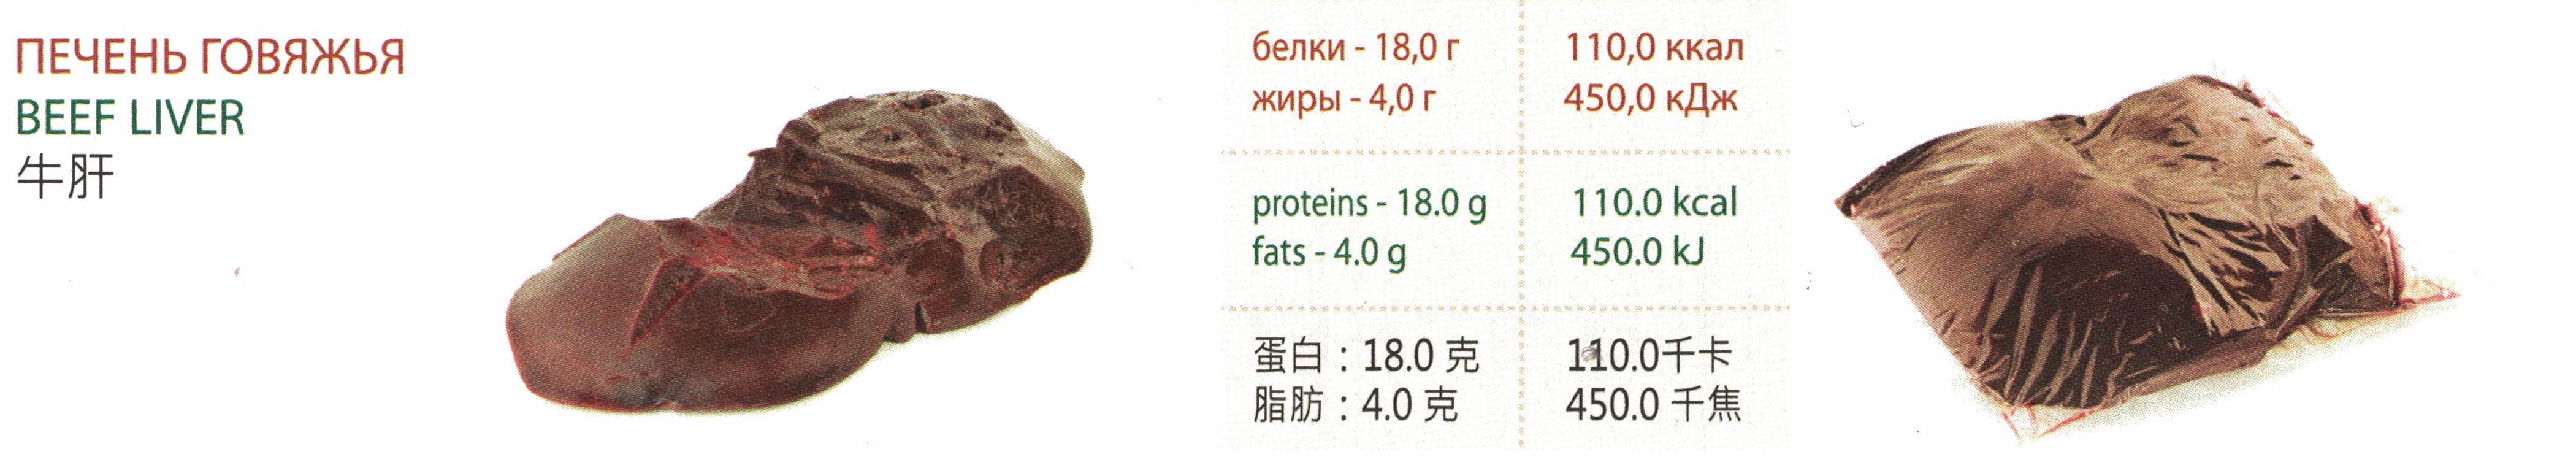 ПЕЧЕНЬ ГОВЯЖЬЯ
BEEF LIVER
牛肝
белки - 18,0 г
жиры - 4,0 г
110,0 ккал
450,0 кДж
proteins - 18.0 g
fats - 4.0 g
110.0 kcal
450.0 kJ
蛋白：18.0 克
脂肪：4.0 克
110.0千卡
450.0 千焦